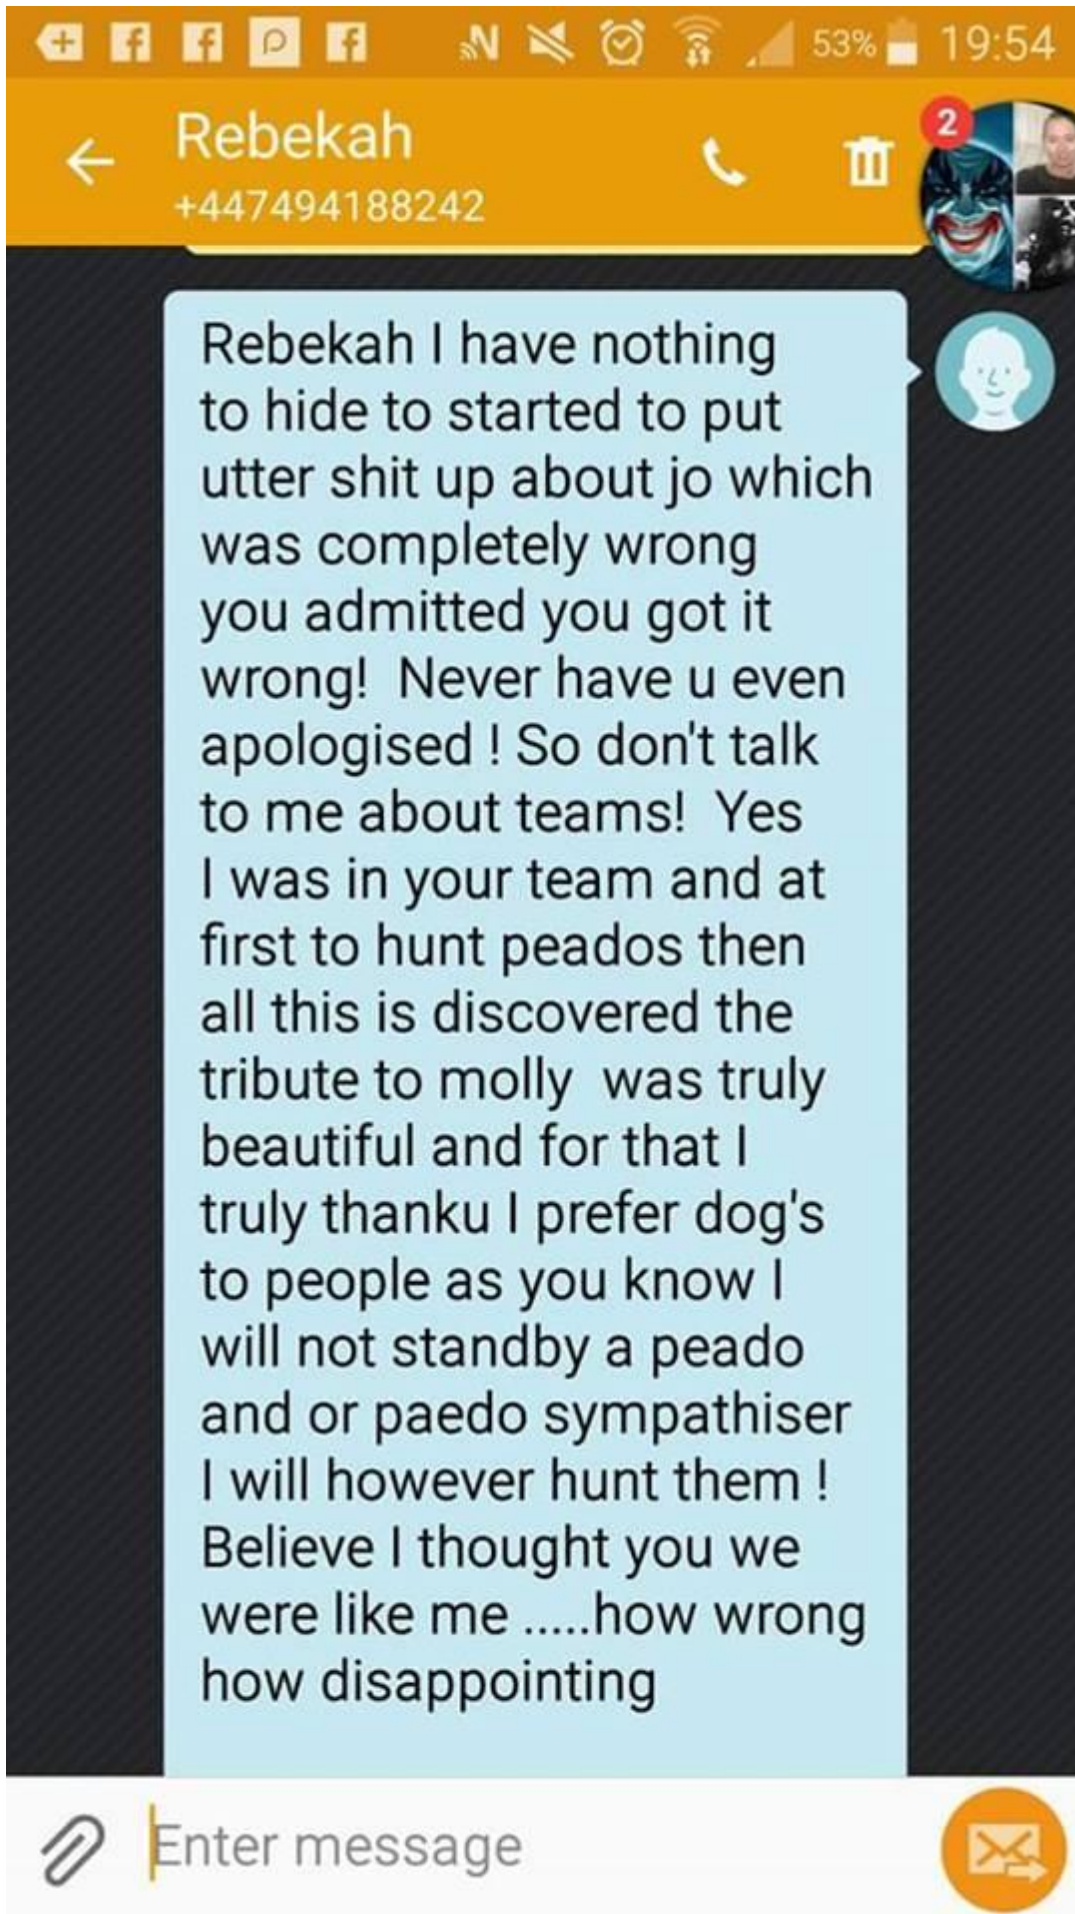 53% 19:54
Rebekah
2
+447494188242
Rebekah I have nothing
to hide to started to put
utter shit up about jo which
was completely wrong
you admitted you got it
wrong!  Never have u even
apologised ! So don't talk
to me about teams!  Yes
I was in your team and at
first to hunt peados then
all this is discovered the
tribute to molly  was truly
beautiful and for that I
truly thanku I prefer dog's
to people as you know I
will not standby a peado
and or paedo sympathiser
I will however hunt them !
Believe I thought you we
were like me .....how wrong
how disappointing
Enter message